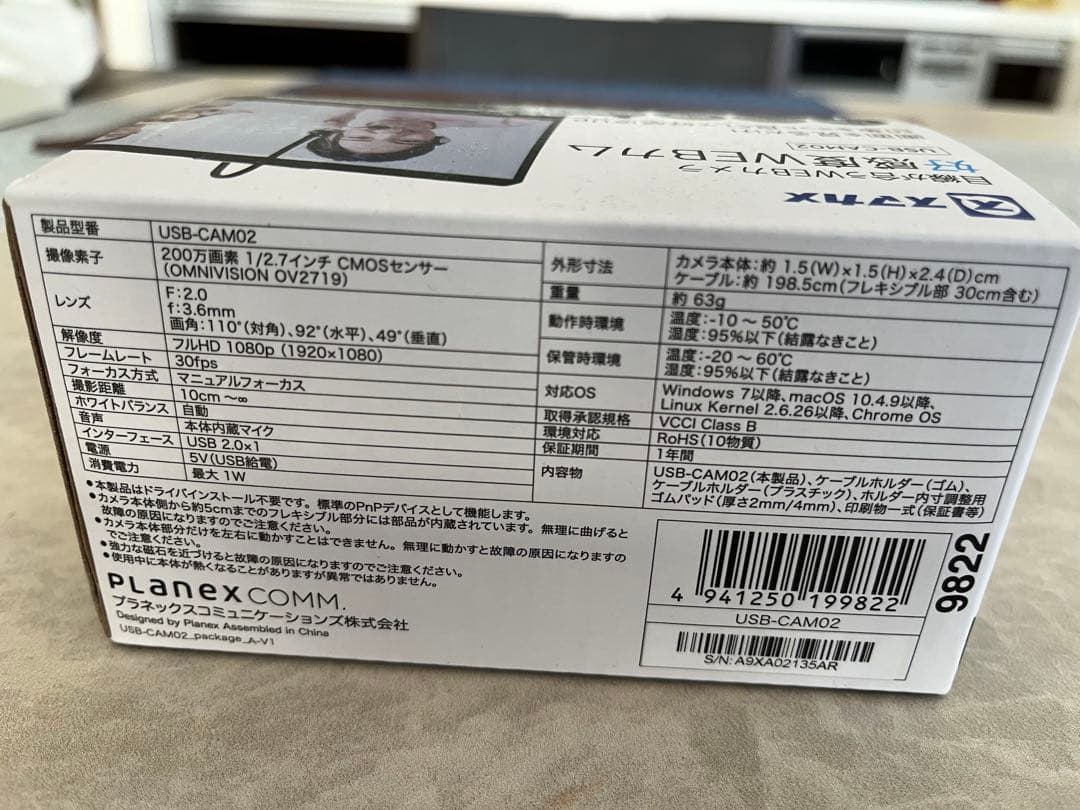 スマカメ
目線が合うWEBカメラ
好感度WEBカム
USB-CAM02
製品型番 USB-CAM02
撮像素子 200万画素 1/2.7インチ CMOSセンサー
(OMNIVISION OV2719)
レンズ F:2.0
f:3.6mm
画角:110°(対角)、92°(水平)、49°(垂直)
解像度 フルHD 1080p (1920×1080)
フレームレート 30fps
フォーカス方式 マニュアルフォーカス
撮影距離 10cm ～∞
ホワイトバランス 自動
音声 本体内蔵マイク
インターフェース USB 2.0×1
電源 5V(USB給電)
消費電力 最大 1W
外形寸法 カメラ本体:約 1.5(W)×1.5(H)×2.4(D)cm
ケーブル:約 198.5cm(フレキシブル部 30cm含む)
重量 約 63g
動作時環境 温度:-10 ～ 50℃
湿度:95%以下(結露なきこと)
保管時環境 温度:-20 ～ 60℃
湿度:95%以下(結露なきこと)
対応OS Windows 7以降、macOS 10.4.9以降、
Linux Kernel 2.6.26以降、Chrome OS
取得承認規格 VCCI Class B
環境対応 RoHS(10物質)
保証期間 1年間
内容物 USB-CAM02(本製品)、ケーブルホルダー(ゴム)、
ケーブルホルダー(プラスチック)、ホルダー内寸調整用
ゴムパッド(厚さ2mm/4mm)、印刷物一式(保証書等)
●本製品はドライバインストール不要です。標準のPnPデバイスとして機能します。
●カメラ本体側から約5cmまでのフレキシブル部分には部品が内蔵されています。無理に曲げると
故障の原因になりますのでご注意ください。
●カメラ本体部分だけを左右に動かすことはできません。無理に動かすと故障の原因になりますの
でご注意ください。
●強力な磁石を近づけると故障の原因になりますのでご注意ください。
●使用中に本体が熱くなることがありますが異常ではありません。
PLANEX COMM.
プラネックスコミュニケーションズ株式会社
Designed by Planex Assembled in China
USB-CAM02_package_A-V1
4 941250 199822
USB-CAM02
S/N: A9XA02135AR
9822